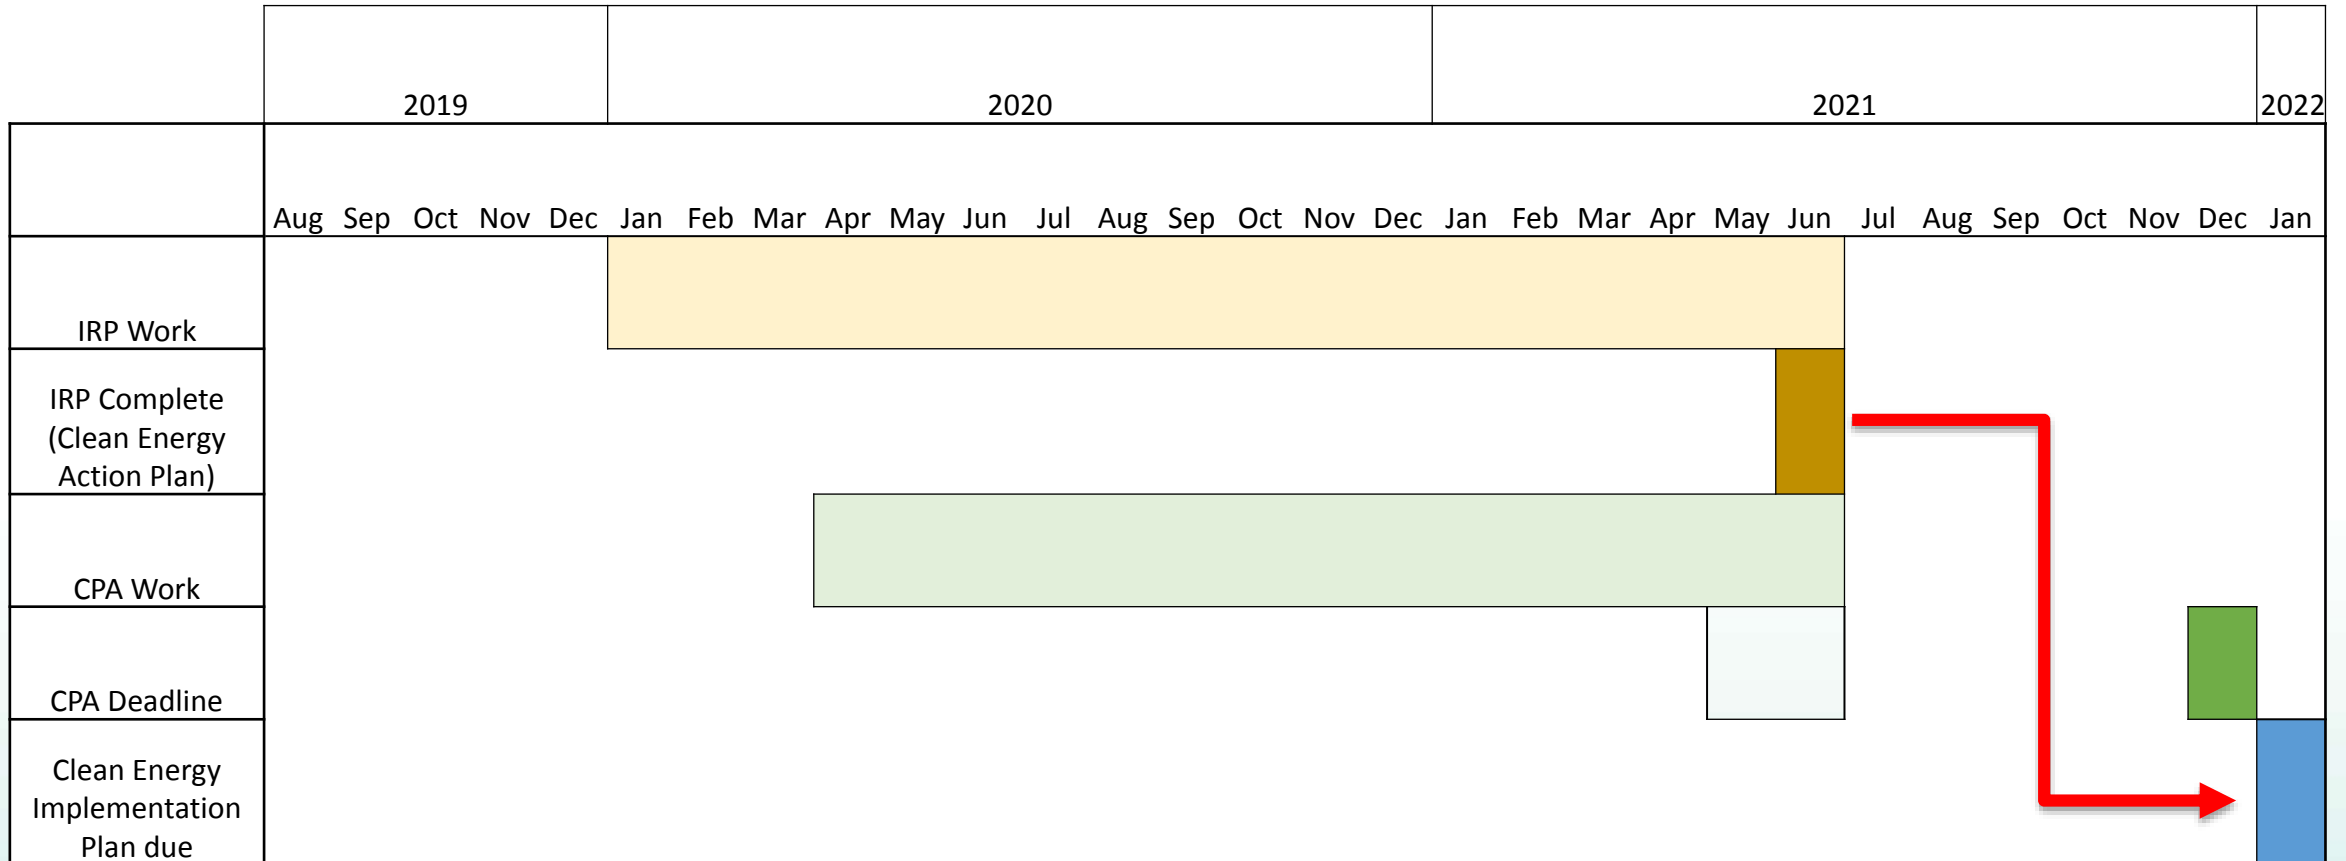 2019 2020 2021 2022
Aug Sep Oct Nov Dec Jan Feb Mar Apr May Jun Jul Aug Sep Oct Nov Dec Jan Feb Mar Apr May Jun Jul Aug Sep Oct Nov Dec Jan
IRP Work
IRP Complete
(Clean Energy
Action Plan)
CPA Work
CPA Deadline
Clean Energy
Implementation
Plan due